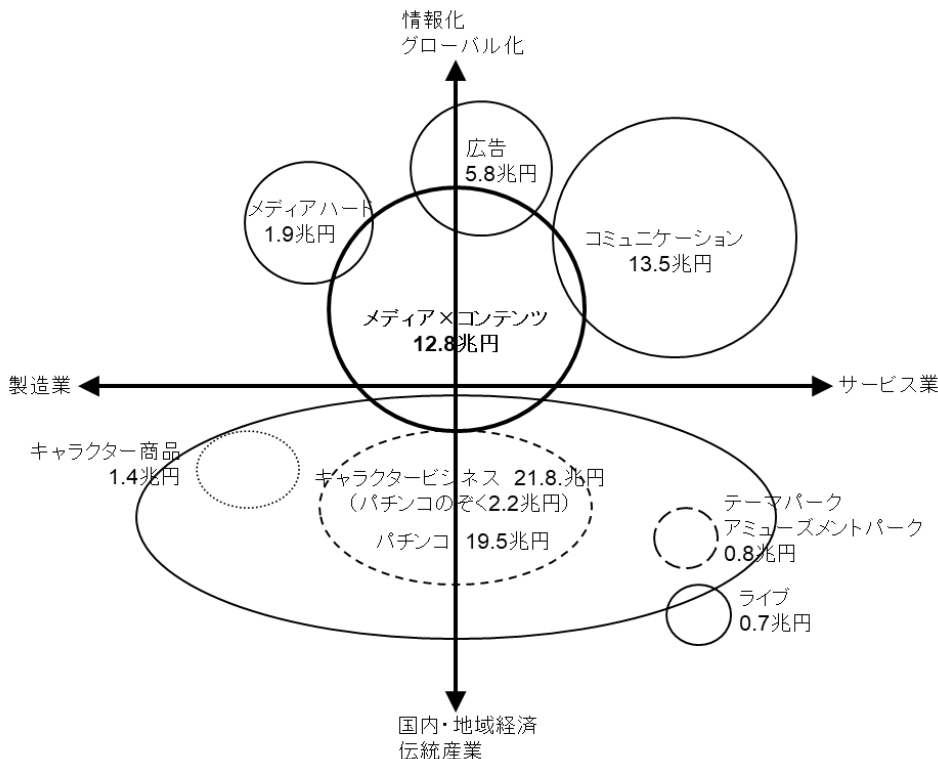 情報化
グローバル化
広告
5.8兆円
メディアハード
1.9兆円
コミュニケーション
13.5兆円
メディア×コンテンツ
12.8兆円
製造業
サービス業
キャラクター商品
1.4兆円
キャラクタービジネス 21.8.兆円
(パチンコのぞく2.2兆円)
パチンコ 19.5兆円
テーマパーク
アミューズメントパーク
0.8兆円
ライブ
0.7兆円
国内・地域経済
伝統産業